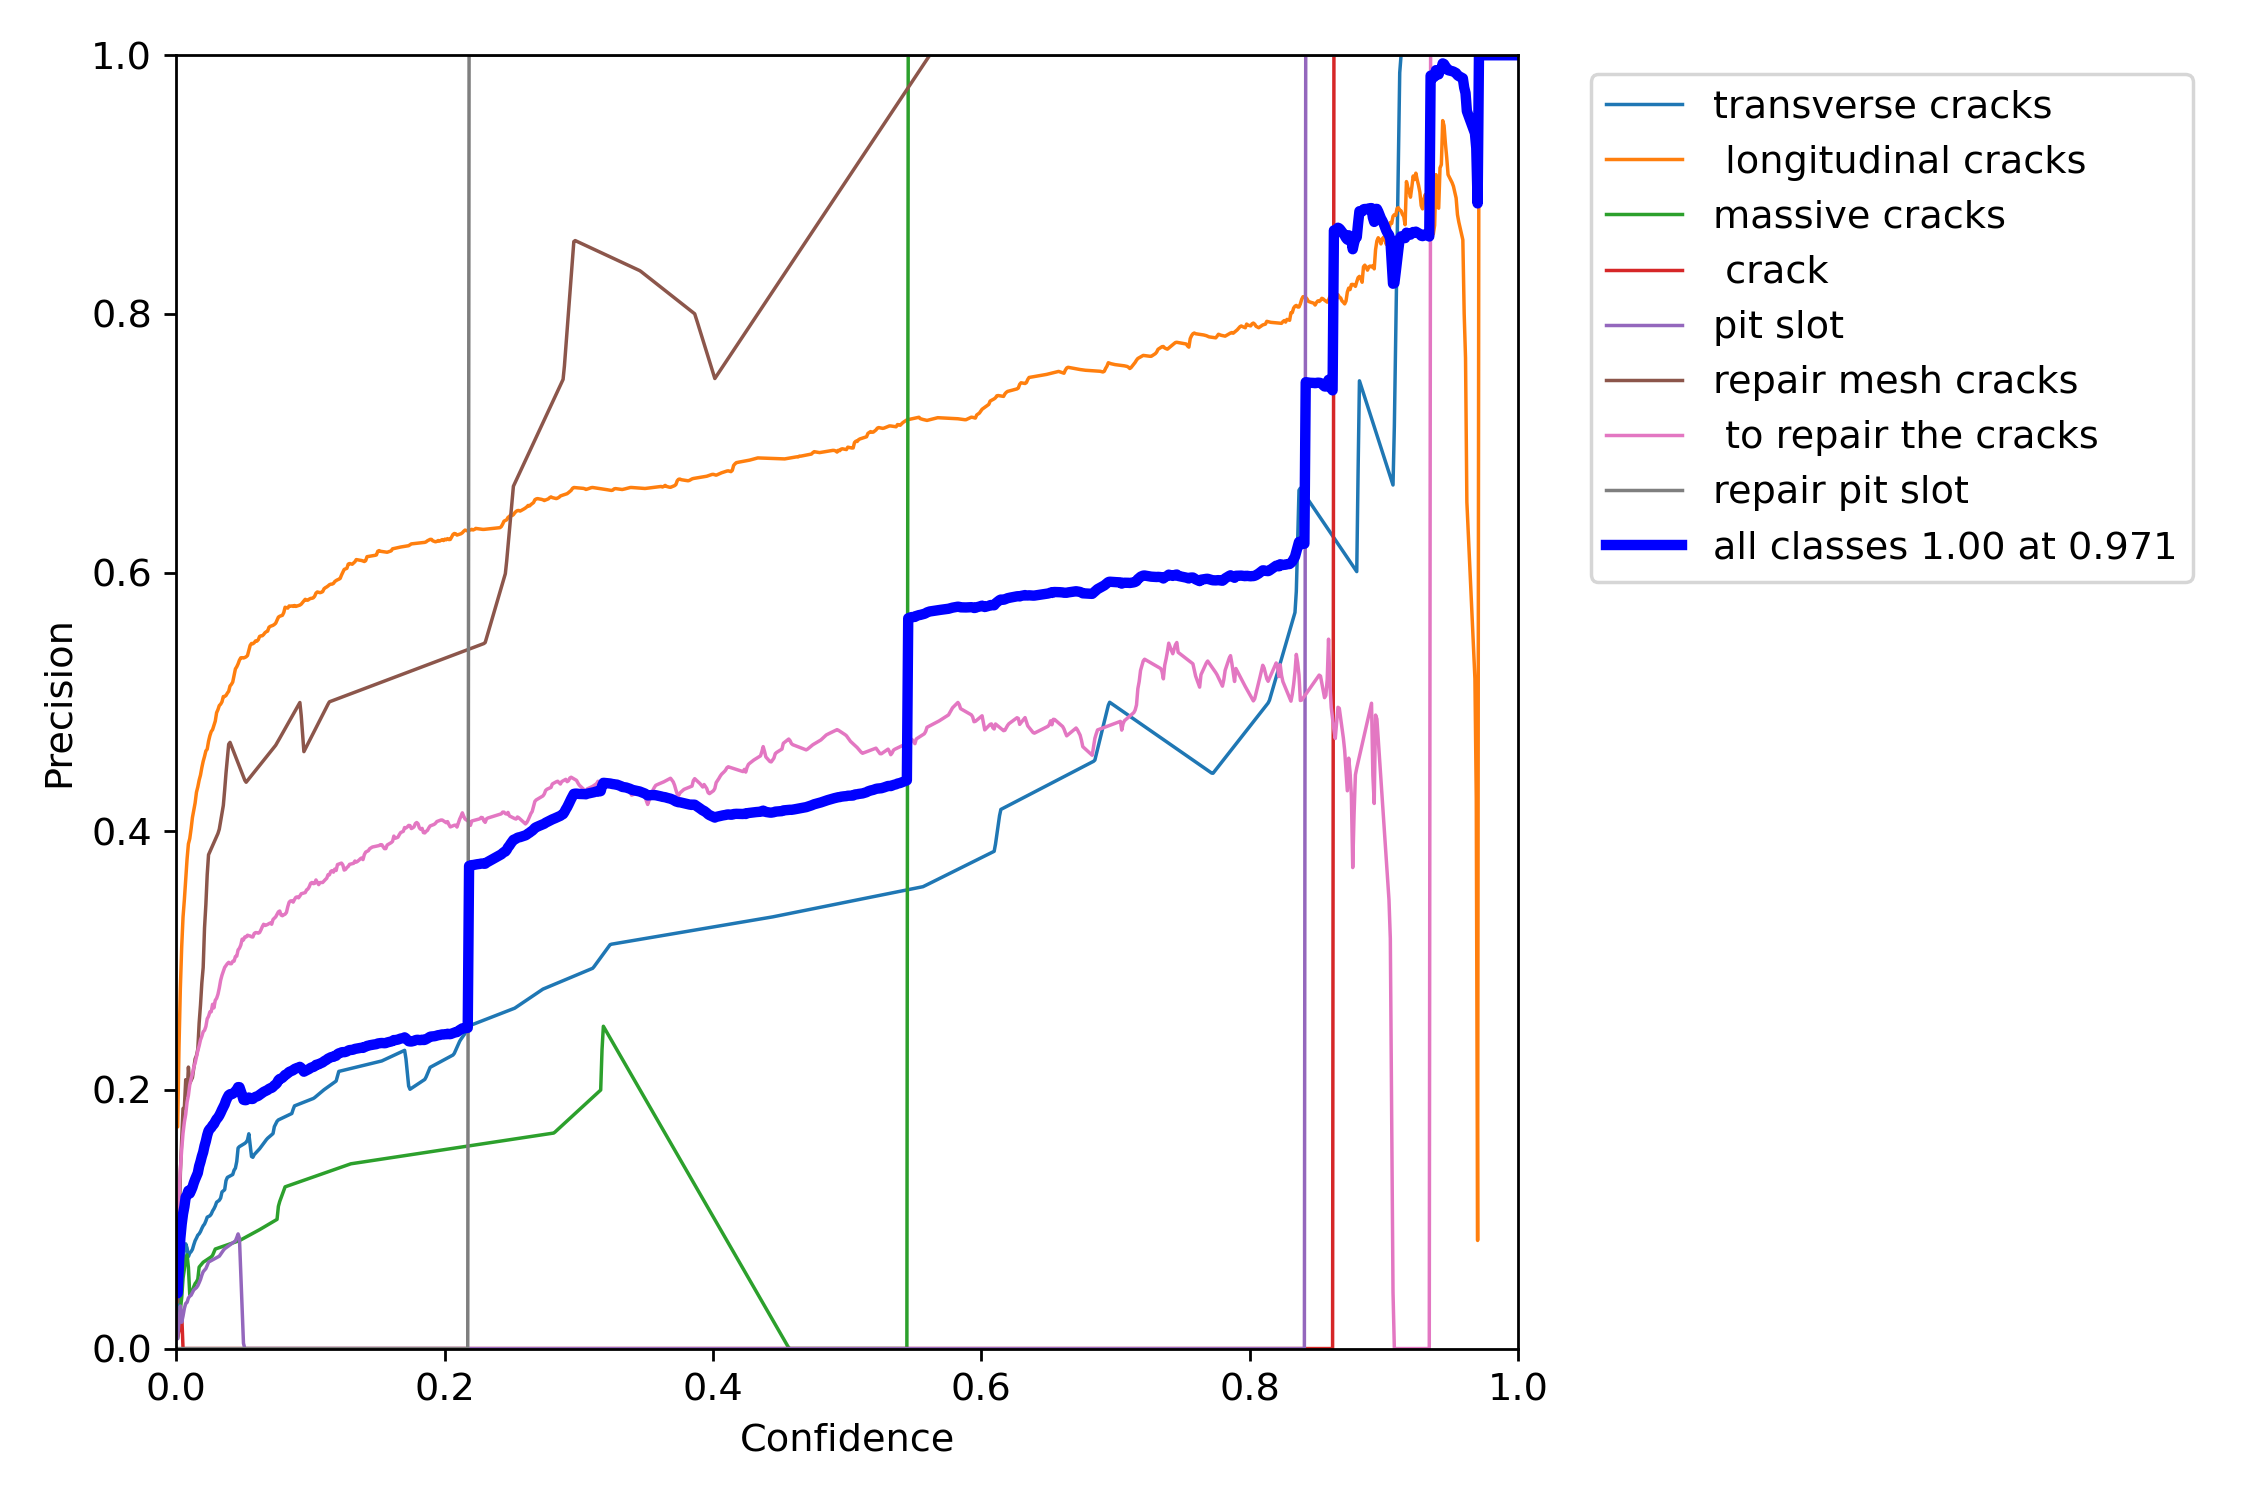 1.0
0.8
0.6
0.4
0.2
0.0
Precision
0.0 0.2 0.4 0.6 0.8 1.0
Confidence
transverse cracks
longitudinal cracks
massive cracks
crack
pit slot
repair mesh cracks
to repair the cracks
repair pit slot
all classes 1.00 at 0.971